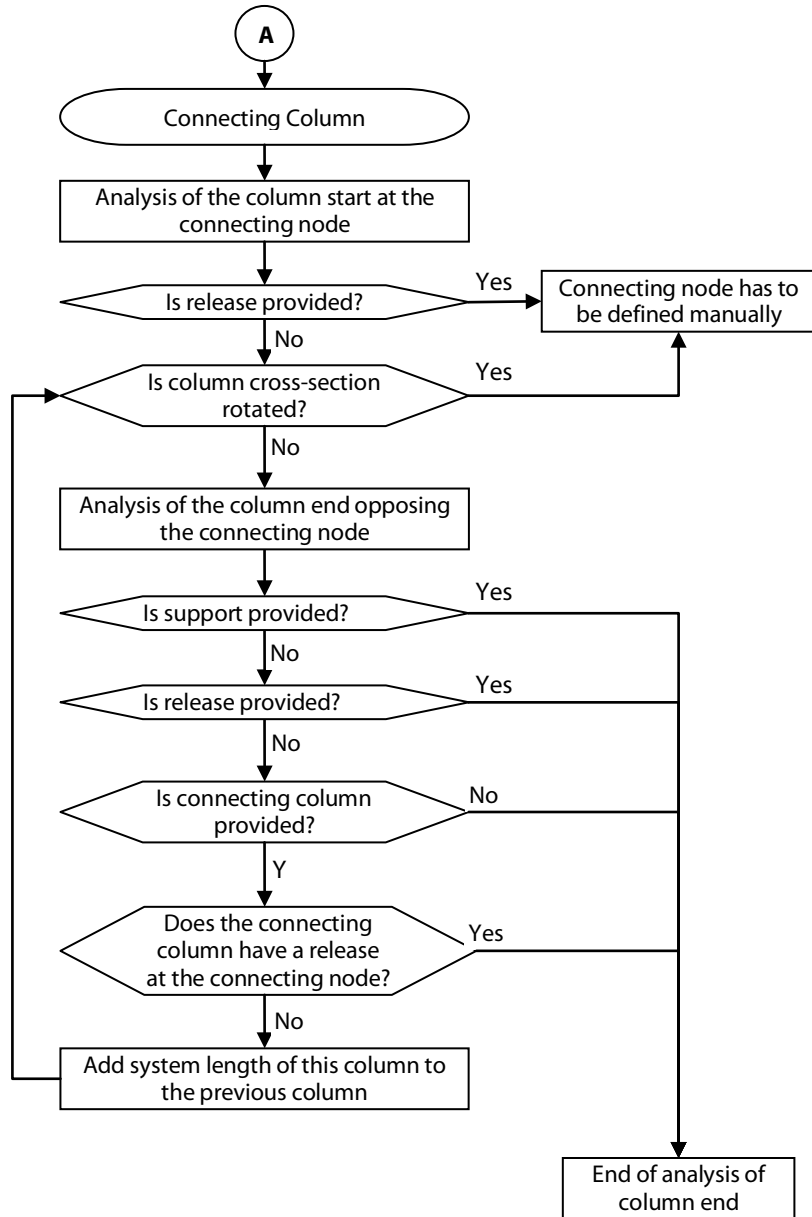 A
Connecting Column
Analysis of the column start at the
connecting node
Is release provided?
Yes
Connecting node has to
be defined manually
No
Is column cross-section
rotated?
Yes
No
Analysis of the column end opposing
the connecting node
Is support provided?
Yes
No
Is release provided?
Yes
No
Is connecting column
provided?
No
Y
Does the connecting
column have a release
at the connecting node?
Yes
No
Add system length of this column to
the previous column
End of analysis of
column end